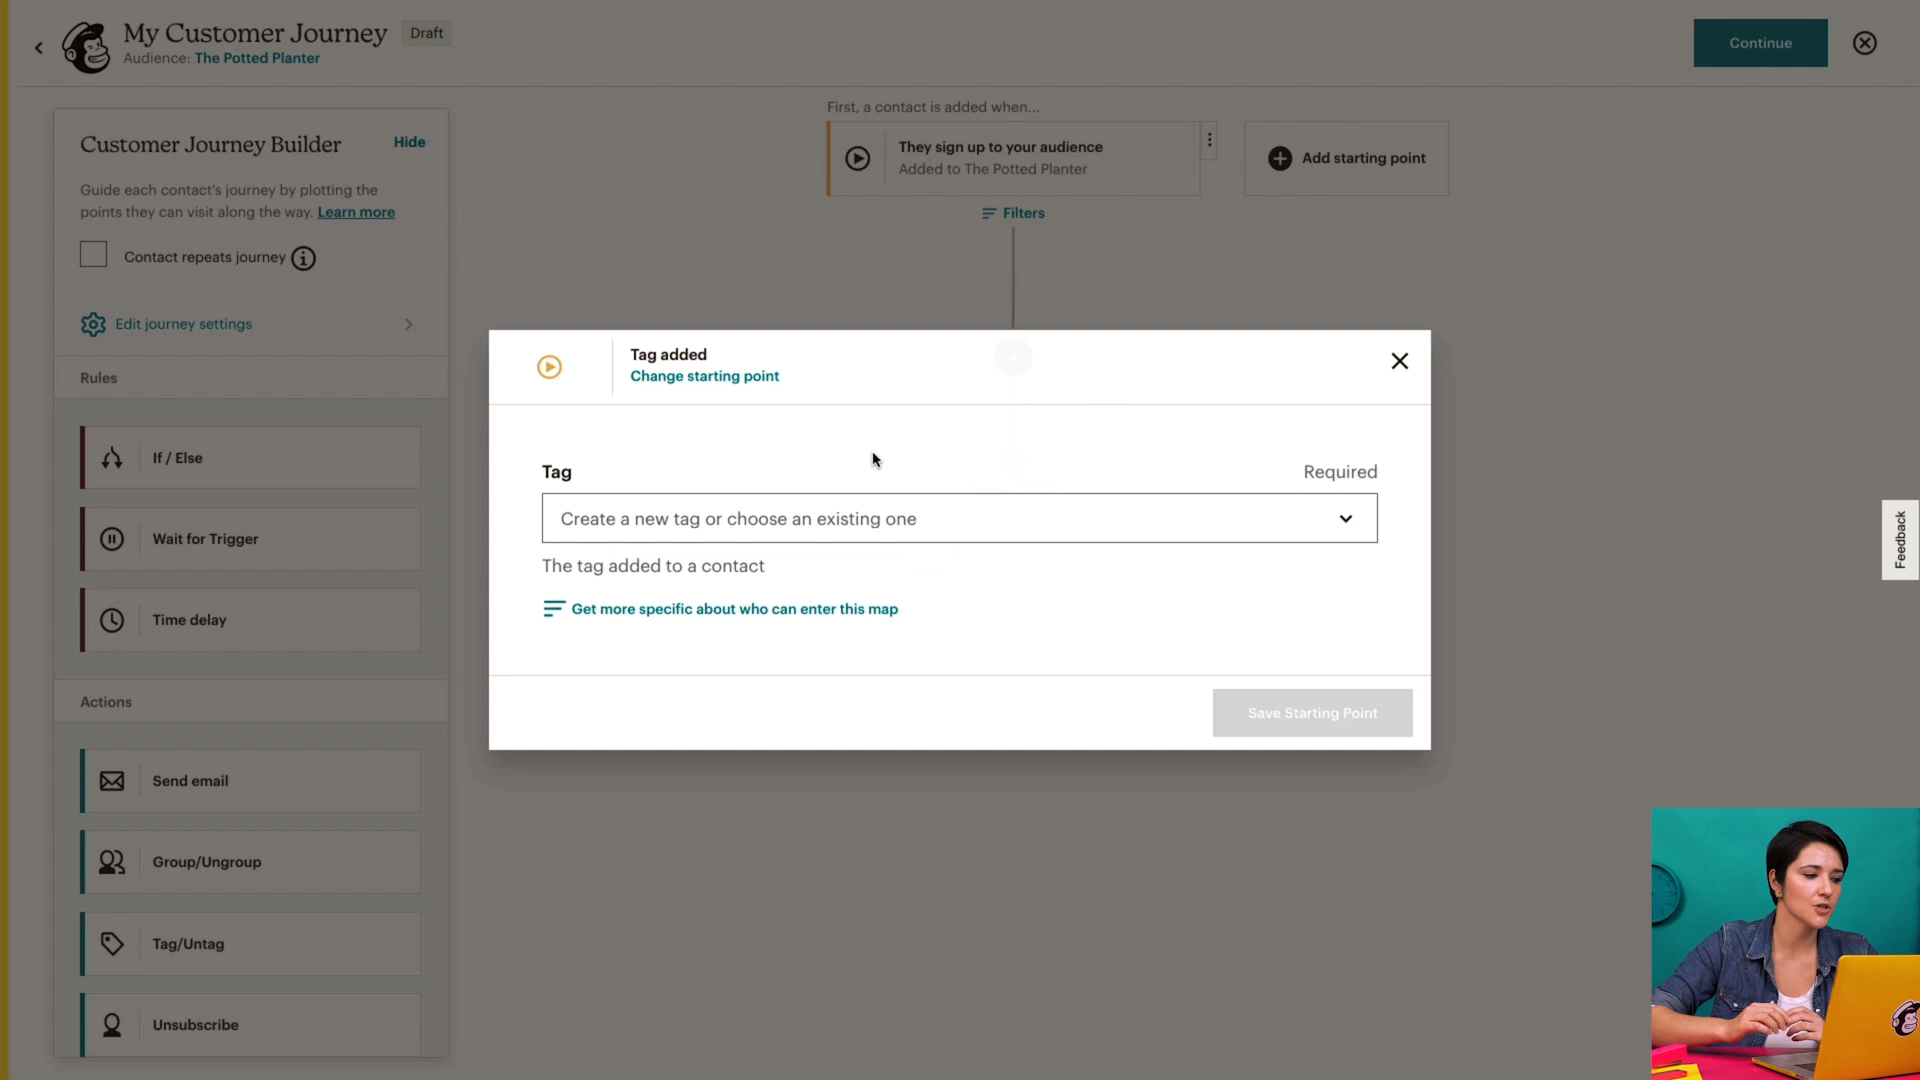 My Customer Journey
Draft
Audience: The Potted Planter
Continue
Customer Journey Builder
Hide
Guide each contact's journey by plotting the
points they can visit along the way. Learn more
Contact repeats journey
Edit journey settings
Rules
If / Else
Wait for Trigger
Time delay
Actions
Send email
Group/Ungroup
Tag/Untag
Unsubscribe
First, a contact is added when...
They sign up to your audience
Added to The Potted Planter
Add starting point
Filters
Tag added
Change starting point
Tag
Required
Create a new tag or choose an existing one
The tag added to a contact
Get more specific about who can enter this map
Save Starting Point
Feedback